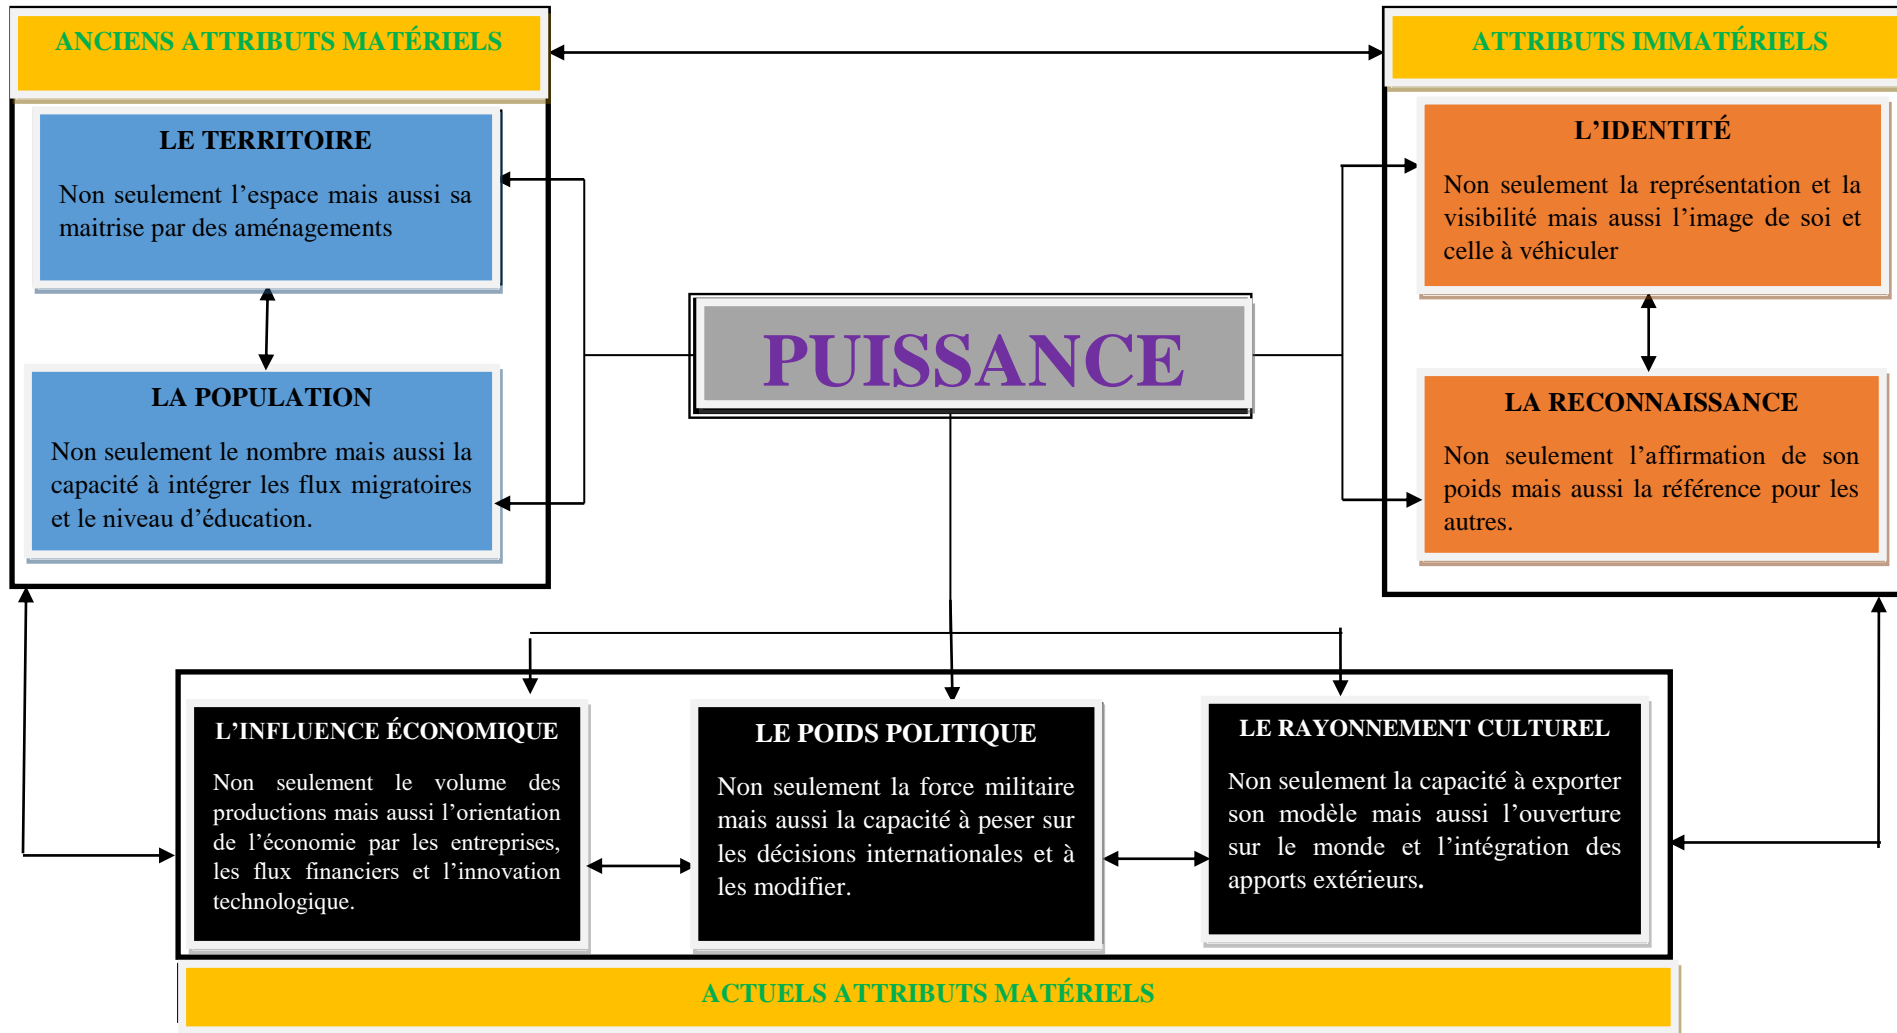 ANCIENS ATTRIBUTS MATÉRIELS
LE TERRITOIRE
Non seulement l’espace mais aussi sa
maitrise par des aménagements
LA POPULATION
Non seulement le nombre mais aussi la
capacité à intégrer les flux migratoires
et le niveau d’éducation.
PUISSANCE
ATTRIBUTS IMMATÉRIELS
L’IDENTITÉ
Non seulement la représentation et la
visibilité mais aussi l’image de soi et
celle à véhiculer
LA RECONNAISSANCE
Non seulement l’affirmation de son
poids mais aussi la référence pour les
autres.
L’INFLUENCE ÉCONOMIQUE
Non seulement le volume des
productions mais aussi l’orientation
de l’économie par les entreprises,
les flux financiers et l’innovation
technologique.
LE POIDS POLITIQUE
Non seulement la force militaire
mais aussi la capacité à peser sur
les décisions internationales et à
les modifier.
LE RAYONNEMENT CULTUREL
Non seulement la capacité à exporter
son modèle mais aussi l’ouverture
sur le monde et l’intégration des
apports extérieurs.
ACTUELS ATTRIBUTS MATÉRIELS